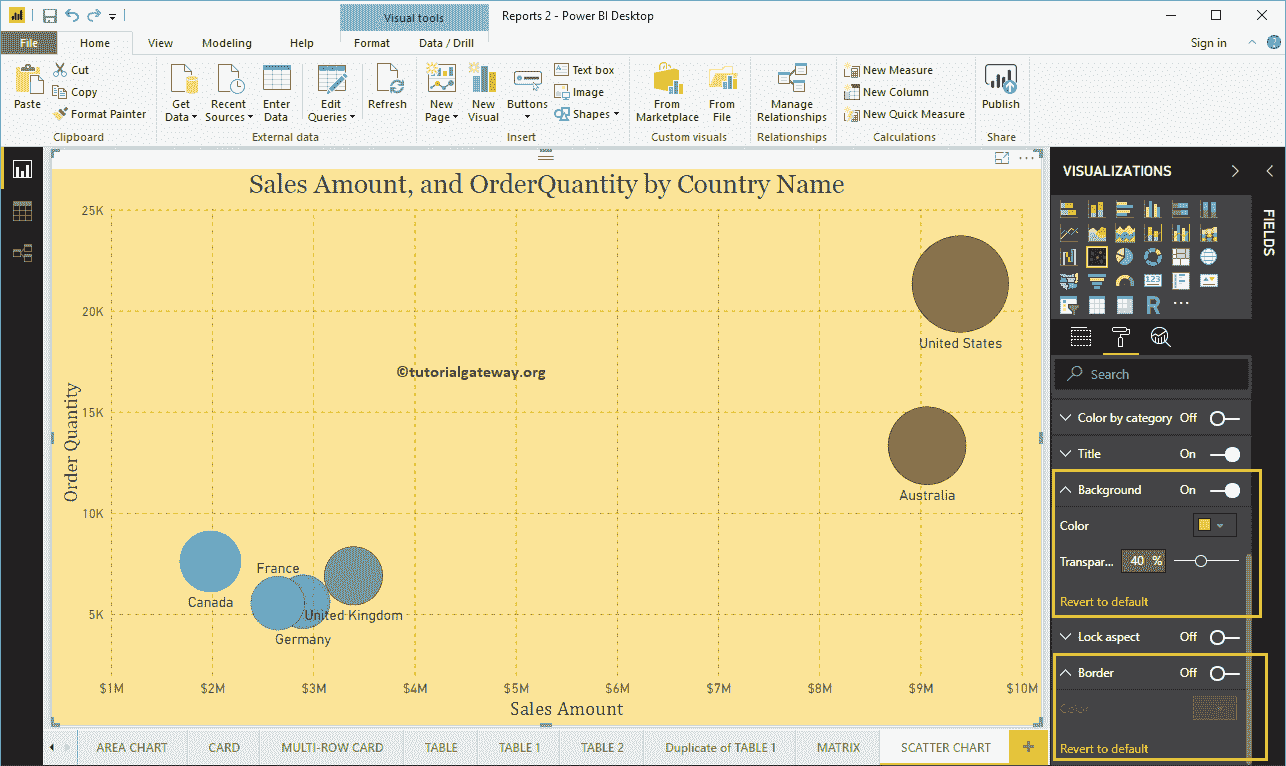 Visual tools
Reports 2 - Power BI Desktop
File Home View Modeling Help Format Data / Drill Sign in
Paste
Cut
Copy
Format Painter
Clipboard
Get Data
Recent Sources
Enter Data
Edit Queries
External data
Refresh
New Page
New Visual
Buttons
Text box
Image
Shapes
Insert
From Marketplace
From File
Custom visuals
Manage Relationships
Relationships
New Measure
New Column
New Quick Measure
Calculations
Publish
Share
Sales Amount, and OrderQuantity by Country Name
Order Quantity
25K
20K
15K
10K
5K
United States
©tutorialgateway.org
Australia
France
Canada
United Kingdom
Germany
$1M $2M $3M $4M $5M $6M $7M $8M $9M $10M
Sales Amount
VISUALIZATIONS
FIELDS
123
R
Search
Color by category Off
Title On
Background On
Color
Transpar... 40 %
Revert to default
Lock aspect Off
Border Off
Color
Revert to default
AREA CHART CARD MULTI-ROW CARD TABLE TABLE 1 TABLE 2 Duplicate of TABLE 1 MATRIX SCATTER CHART +